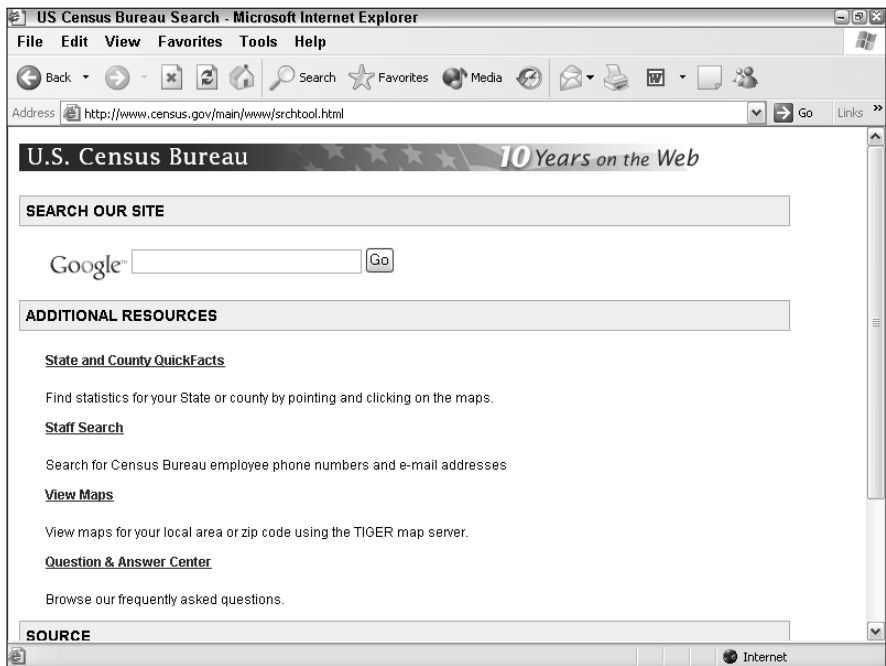 US Census Bureau Search - Microsoft Internet Explorer
File Edit View Favorites Tools Help
Back Search Favorites Media
Address http://www.census.gov/main/www/srchtool.html Go Links »
U.S. Census Bureau 10 Years on the Web
SEARCH OUR SITE
Google™ Go
ADDITIONAL RESOURCES
State and County QuickFacts
Find statistics for your State or county by pointing and clicking on the maps.
Staff Search
Search for Census Bureau employee phone numbers and e-mail addresses
View Maps
View maps for your local area or zip code using the TIGER map server.
Question & Answer Center
Browse our frequently asked questions.
SOURCE
Internet